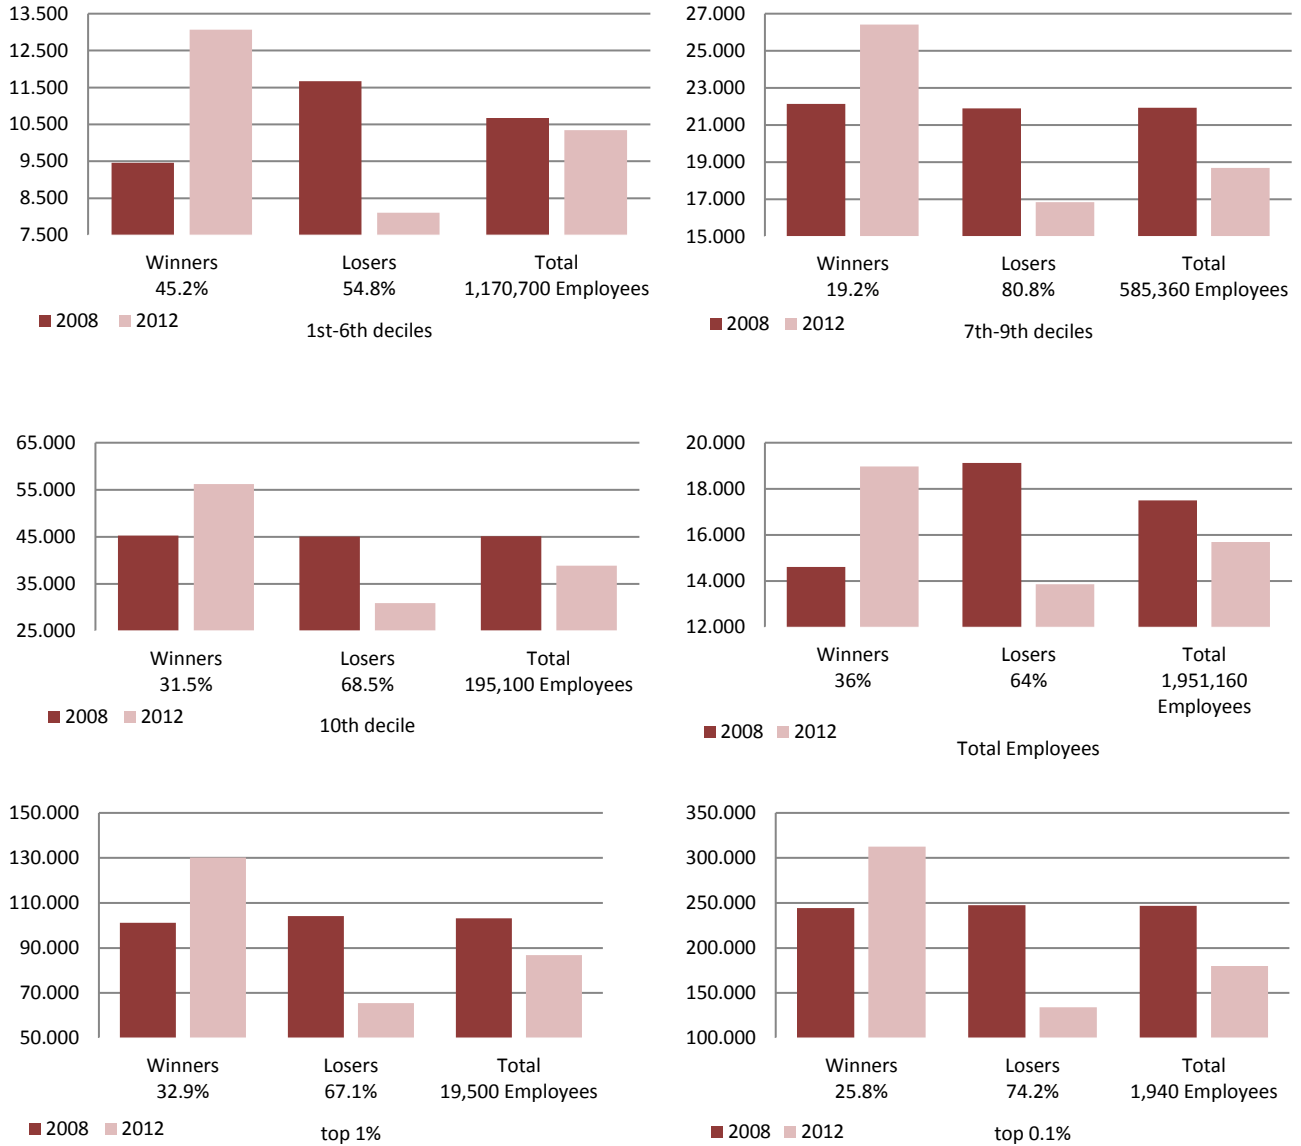 13.500
12.500
11.500
10.500
9.500
8.500
7.500
Winners Losers Total
45.2% 54.8% 1,170,700 Employees
2008 2012
1st-6th deciles
27.000
25.000
23.000
21.000
19.000
17.000
15.000
Winners Losers Total
19.2% 80.8% 585,360 Employees
2008 2012
7th-9th deciles
65.000
55.000
45.000
35.000
25.000
Winners Losers Total
31.5% 68.5% 195,100 Employees
2008 2012
10th decile
20.000
18.000
16.000
14.000
12.000
Winners Losers Total
36% 64% 1,951,160
Employees
2008 2012
Total Employees
150.000
130.000
110.000
90.000
70.000
50.000
Winners Losers Total
32.9% 67.1% 19,500 Employees
2008 2012
top 1%
350.000
300.000
250.000
200.000
150.000
100.000
Winners Losers Total
25.8% 74.2% 1,940 Employees
2008 2012
top 0.1%